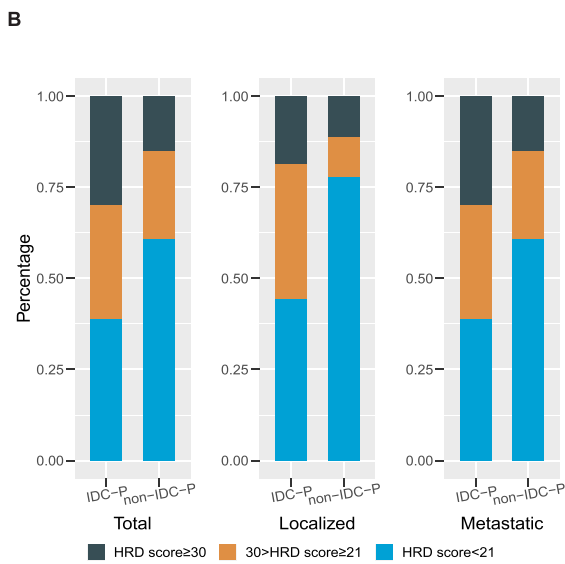 B
Percentage
1.00
0.75
0.50
0.25
0.00
IDC−P
non−IDC−P
Total
1.00
0.75
0.50
0.25
0.00
IDC−P
non−IDC−P
Localized
1.00
0.75
0.50
0.25
0.00
IDC−P
non−IDC−P
Metastatic
HRD score≥30 30>HRD score≥21 HRD score<21